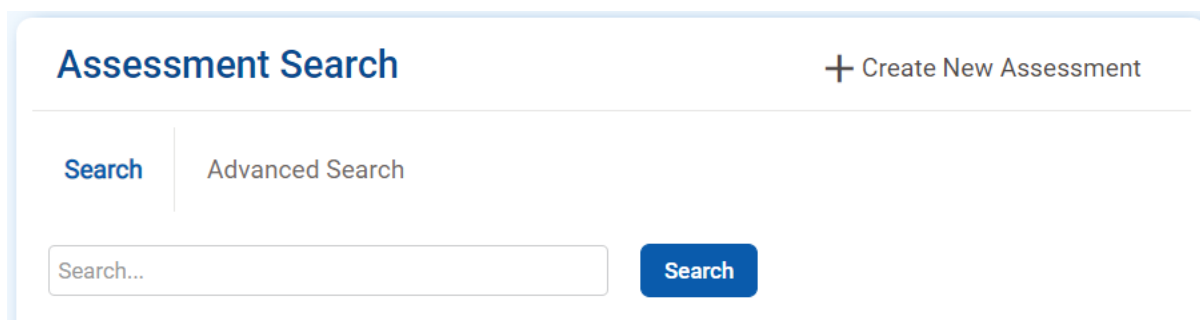 Assessment Search
Create New Assessment
Search
Advanced Search
Search...
Search